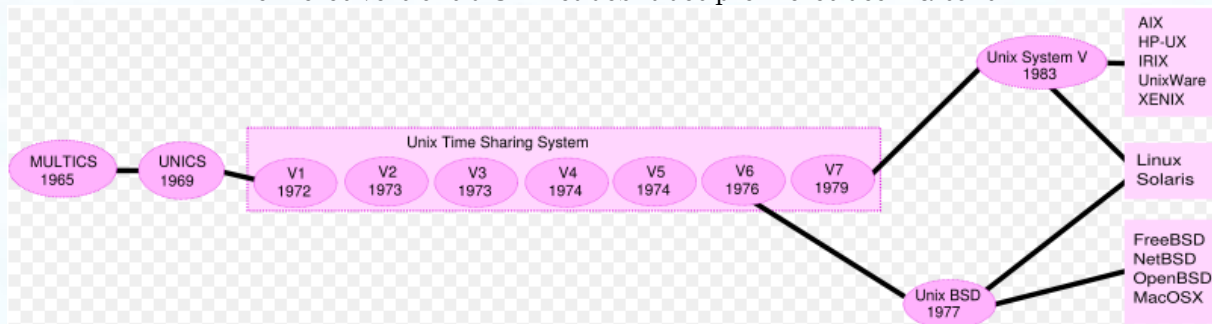 MULTICS
1965
UNICS
1969
Unix Time Sharing System
V1
1972
V2
1973
V3
1973
V4
1974
V5
1974
V6
1976
V7
1979
Unix System V
1983
Unix BSD
1977
AIX
HP-UX
IRIX
UnixWare
XENIX
Linux
Solaris
FreeBSD
NetBSD
OpenBSD
MacOSX